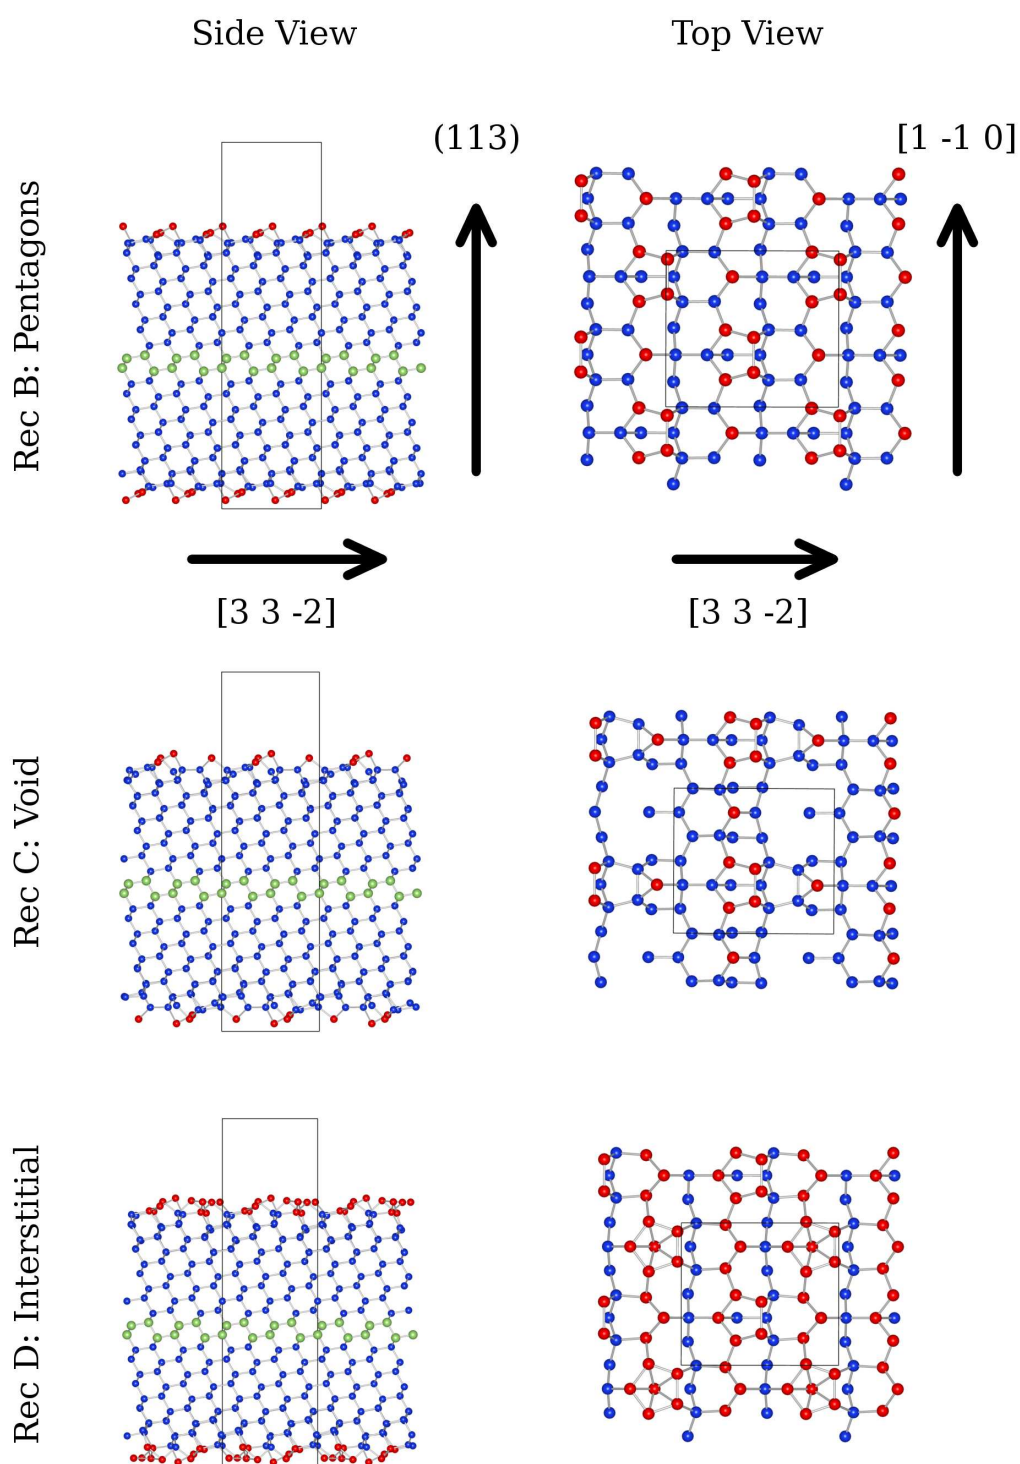 Side View
Top View
(113)
[1 -1 0]
Rec B: Pentagons
[3 3 -2]
[3 3 -2]
Rec C: Void
Rec D: Interstitial